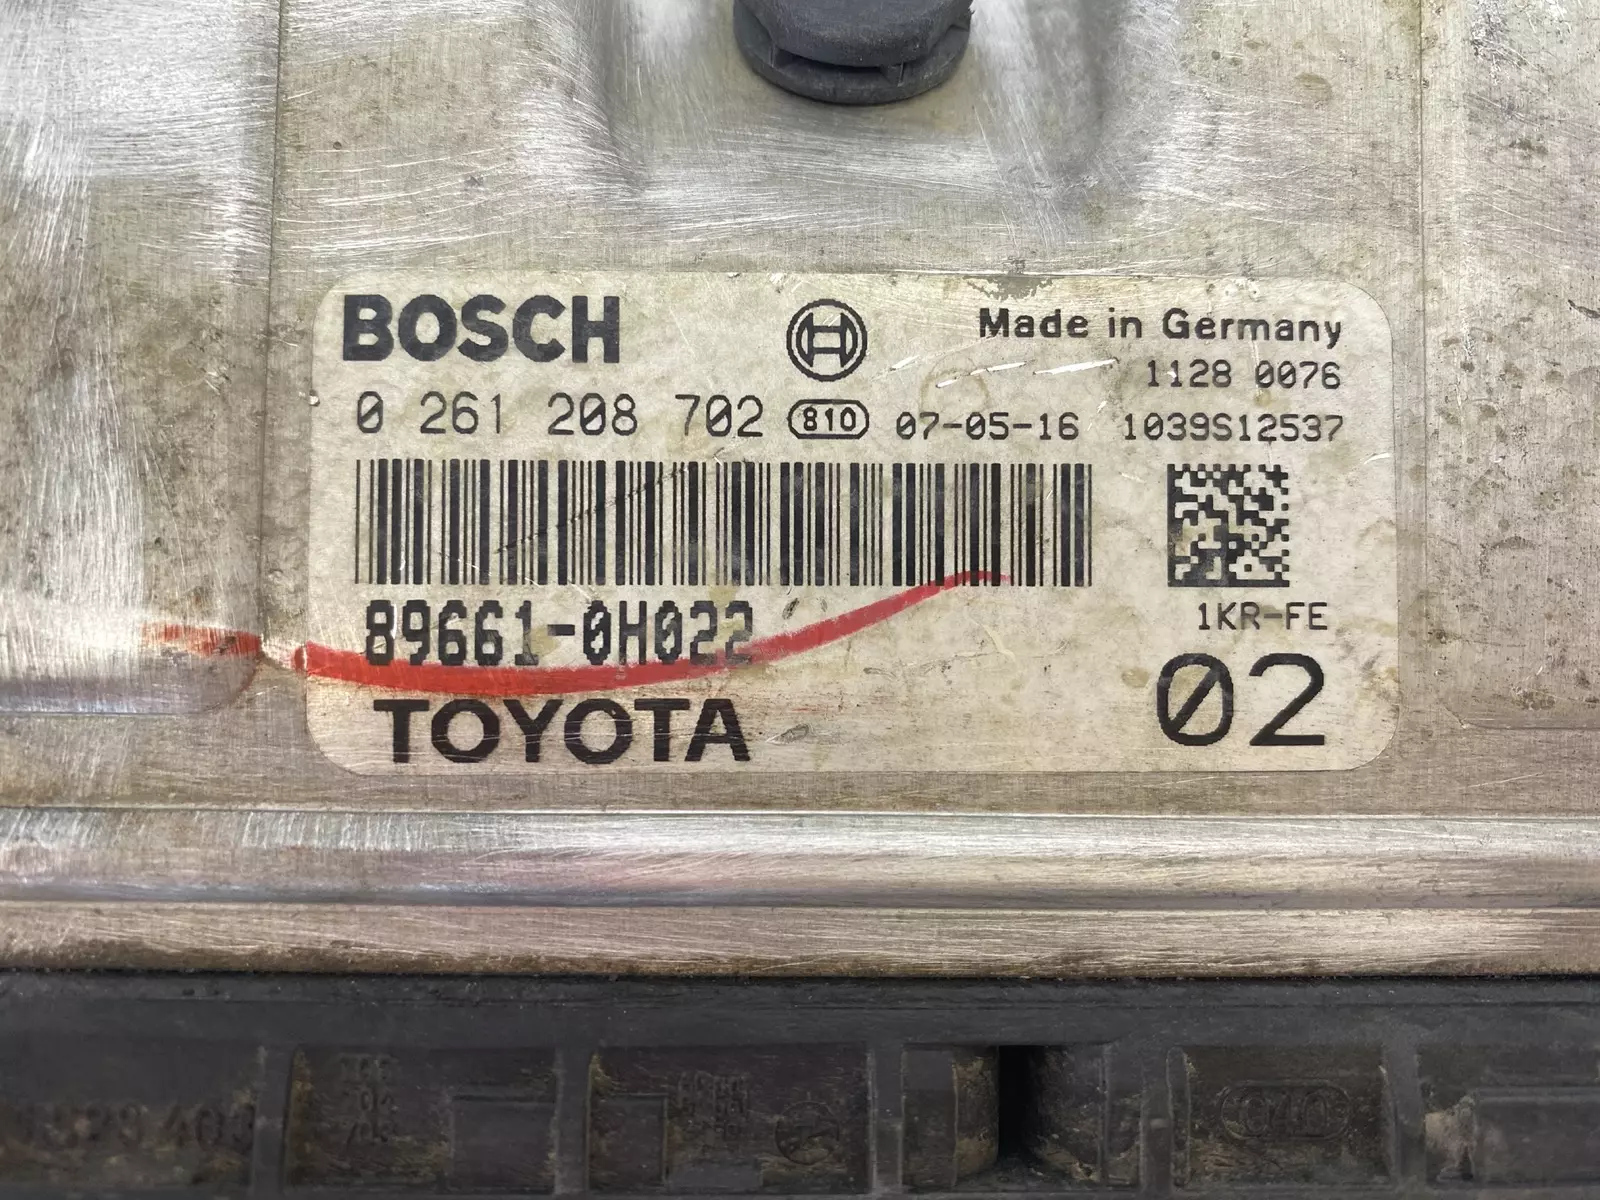 BOSCH
Made in Germany
1128 0076
0 261 208 702 810 07-05-16 1039S12537
89661-0H022
1KR-FE
TOYOTA
02